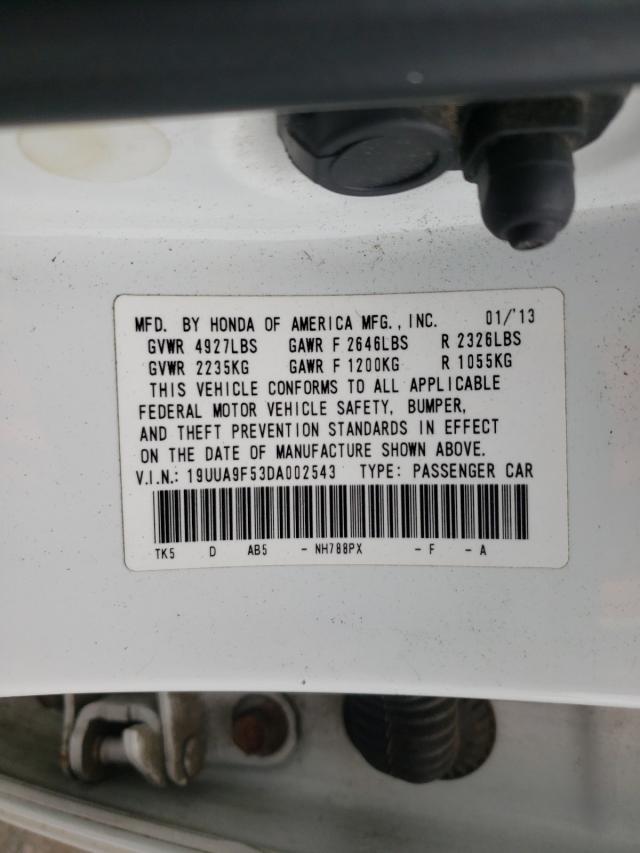 MFD. BY HONDA OF AMERICA MFG., INC. 01/'13
GVWR 4927LBS GAWR F 2646LBS R 2326LBS
GVWR 2235KG GAWR F 1200KG R 1055KG
THIS VEHICLE CONFORMS TO ALL APPLICABLE
FEDERAL MOTOR VEHICLE SAFETY, BUMPER,
AND THEFT PREVENTION STANDARDS IN EFFECT
ON THE DATE OF MANUFACTURE SHOWN ABOVE.
V.I.N.: 19UUA9F53DA002543 TYPE: PASSENGER CAR
TK5 D AB5 - NH788PX - F - A